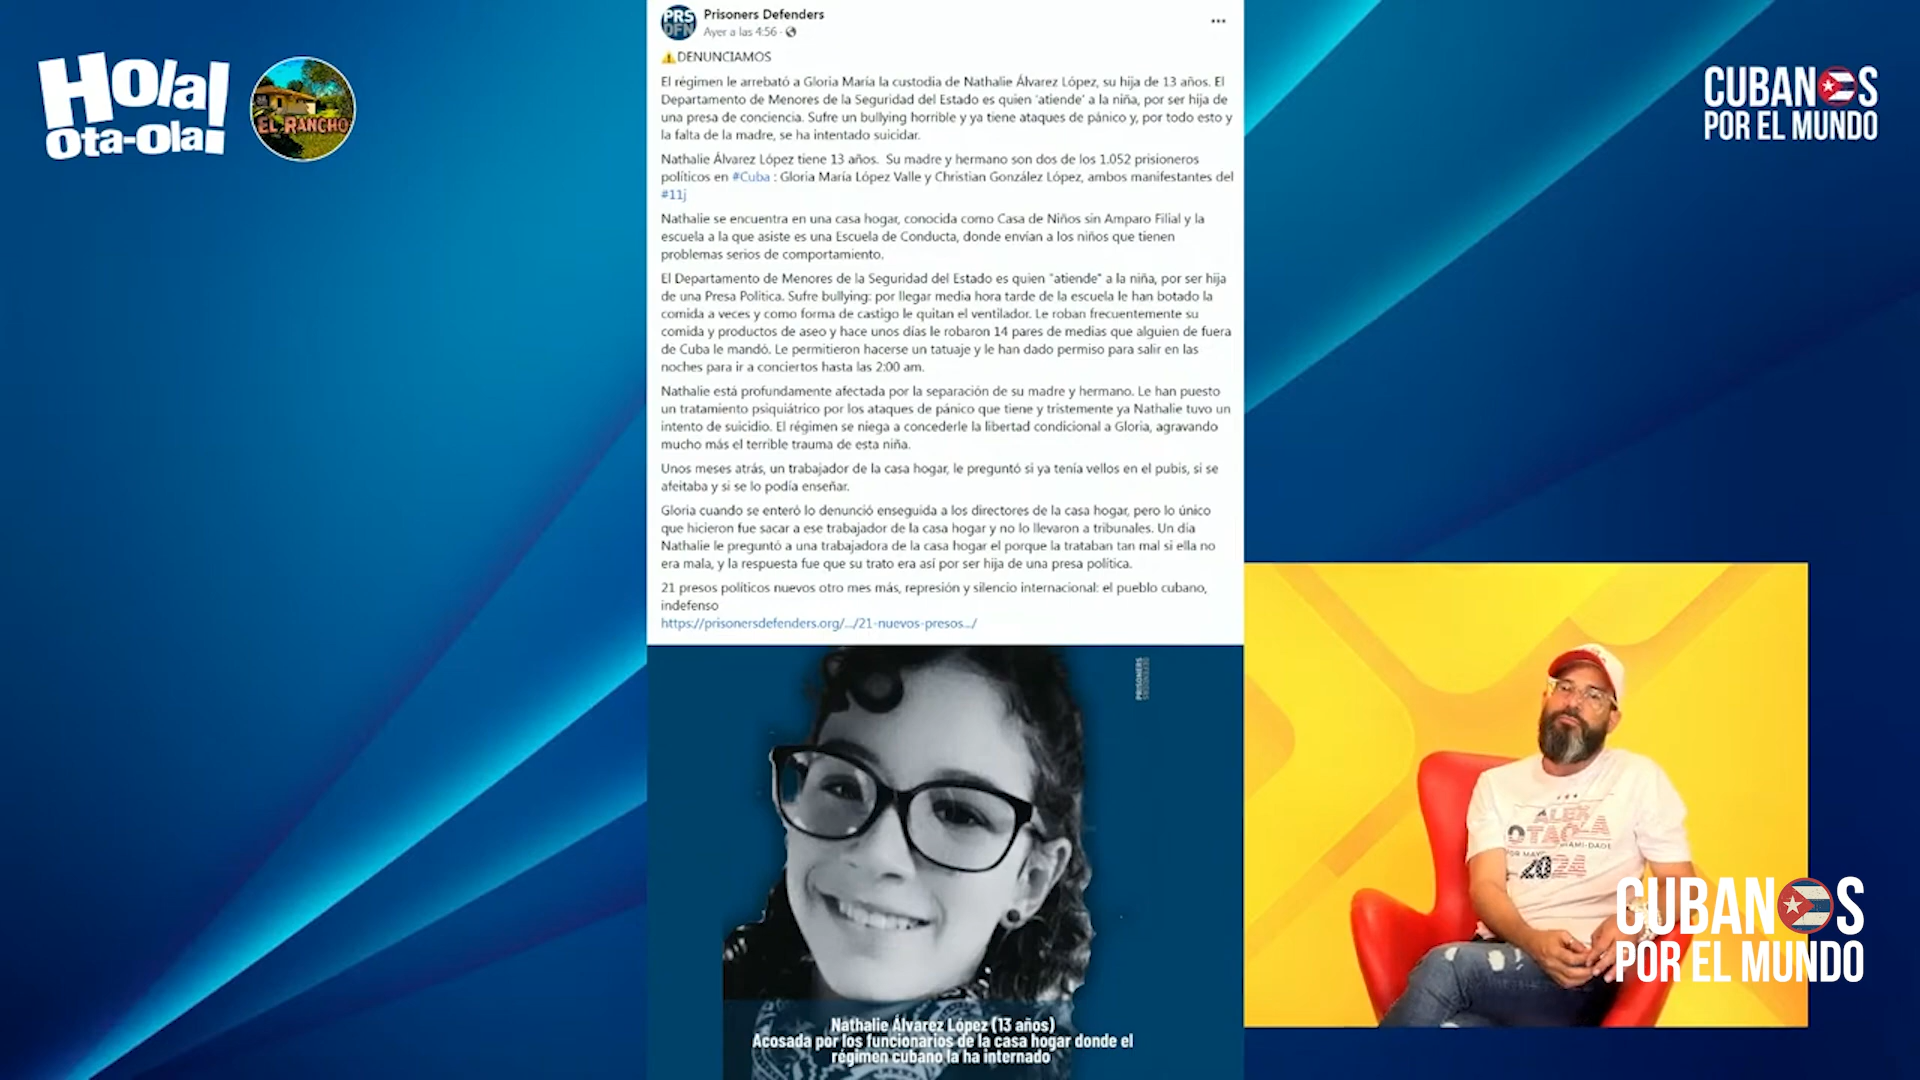 Hola!
Ota-Ola!
EL RANCHO
CUBANOS
POR EL MUNDO
PRS
DFN
Prisoners Defenders
Ayer a las 4:56 ·
⚠️DENUNCIAMOS
El régimen le arrebató a Gloria María la custodia de Nathalie Álvarez López, su hija de 13 años. El
Departamento de Menores de la Seguridad del Estado es quien 'atiende' a la niña, por ser hija de
una presa de conciencia. Sufre un bullying horrible y ya tiene ataques de pánico y, por todo esto y
la falta de la madre, se ha intentado suicidar.
Nathalie Álvarez López tiene 13 años. Su madre y hermano son dos de los 1.052 prisioneros
políticos en #Cuba : Gloria María López Valle y Christian González López, ambos manifestantes del
#11j
Nathalie se encuentra en una casa hogar, conocida como Casa de Niños sin Amparo Filial y la
escuela a la que asiste es una Escuela de Conducta, donde envían a los niños que tienen
problemas serios de comportamiento.
El Departamento de Menores de la Seguridad del Estado es quien "atiende" a la niña, por ser hija
de una Presa Política. Sufre bullying: por llegar media hora tarde de la escuela le han botado la
comida a veces y como forma de castigo le quitan el ventilador. Le roban frecuentemente su
comida y productos de aseo y hace unos días le robaron 14 pares de medias que alguien de fuera
de Cuba le mandó. Le permitieron hacerse un tatuaje y le han dado permiso para salir en las
noches para ir a conciertos hasta las 2:00 am.
Nathalie está profundamente afectada por la separación de su madre y hermano. Le han puesto
un tratamiento psiquiátrico por los ataques de pánico que tiene y tristemente ya Nathalie tuvo un
intento de suicidio. El régimen se niega a concederle la libertad condicional a Gloria, agravando
mucho más el terrible trauma de esta niña.
Unos meses atrás, un trabajador de la casa hogar, le preguntó si ya tenía vellos en el pubis, si se
afeitaba y si se lo podía enseñar.
Gloria cuando se enteró lo denunció enseguida a los directores de la casa hogar, pero lo único
que hicieron fue sacar a ese trabajador de la casa hogar y no lo llevaron a tribunales. Un día
Nathalie le preguntó a una trabajadora de la casa hogar el porque la trataban tan mal si ella no
era mala, y la respuesta fue que su trato era así por ser hija de una presa política.
21 presos políticos nuevos otro mes más, represión y silencio internacional: el pueblo cubano,
indefenso
https://prisonersdefenders.org/.../21-nuevos-presos.../
PRISONERS
DEFENDERS
Nathalie Álvarez López (13 años)
Acosada por los funcionarios de la casa hogar donde el
régimen cubano la ha internado
ALEX
OTAOLA
MIAMI-DADE
FOR MAYOR
2024
CUBANOS
POR EL MUNDO